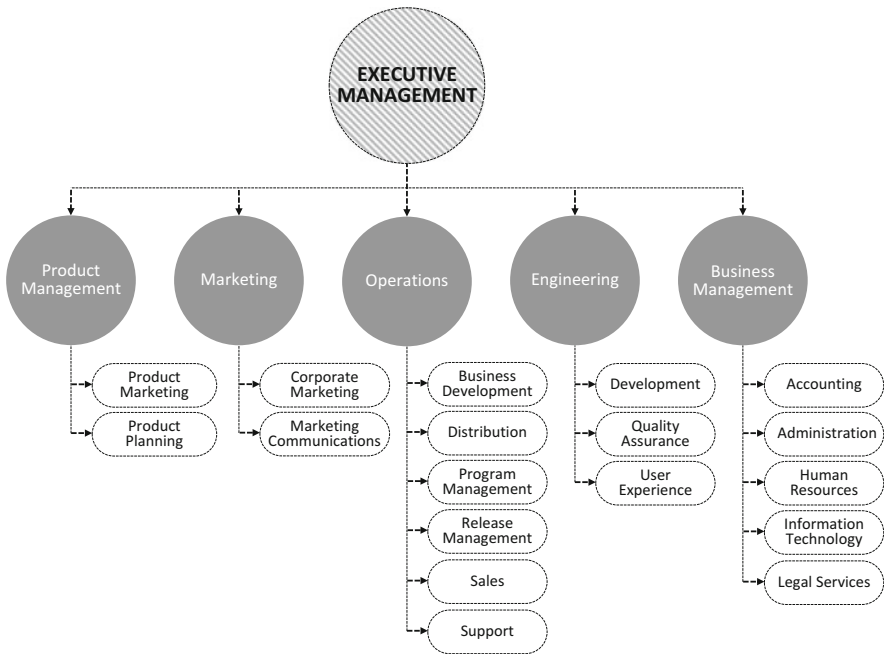 EXECUTIVE
MANAGEMENT
Product
Management
Marketing
Operations
Engineering
Business
Management
Product
Marketing
Product
Planning
Corporate
Marketing
Marketing
Communications
Business
Development
Distribution
Program
Management
Release
Management
Sales
Support
Development
Quality
Assurance
User
Experience
Accounting
Administration
Human
Resources
Information
Technology
Legal Services